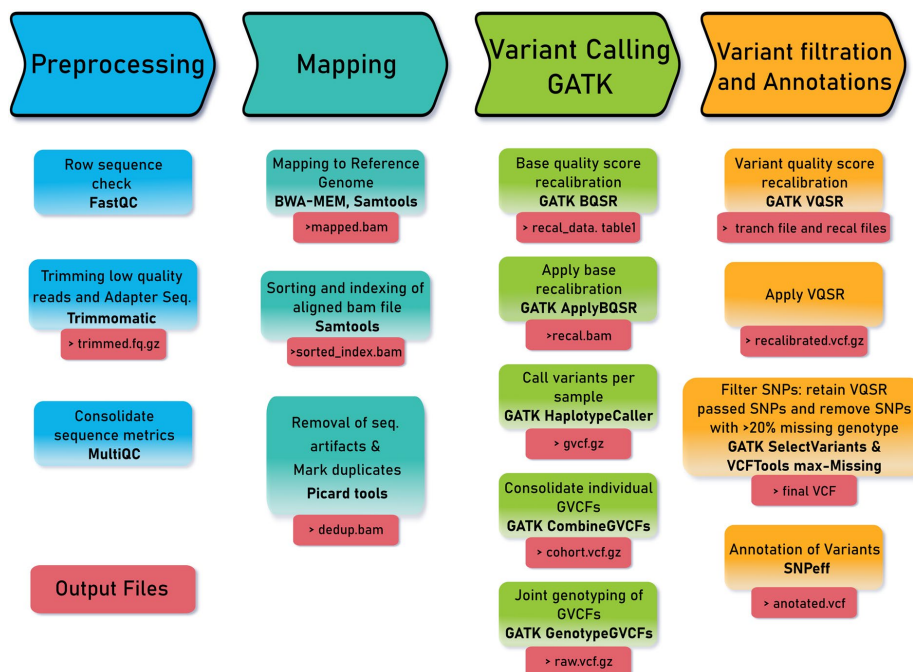 Preprocessing
Row sequence
check
FastQC
Trimming low quality
reads and Adapter Seq.
Trimmomatic
> trimmed.fq.gz
Consolidate
sequence metrics
MultiQC
Output Files
Mapping
Mapping to Reference
Genome
BWA-MEM, Samtools
>mapped.bam
Sorting and indexing of
aligned bam file
Samtools
>sorted_index.bam
Removal of seq.
artifacts &
Mark duplicates
Picard tools
> dedup.bam
Variant Calling
GATK
Base quality score
recalibration
GATK BQSR
> recal_data. table1
Apply base
recalibration
GATK ApplyBQSR
>recal.bam
Call variants per
sample
GATK HaplotypeCaller
> gvcf.gz
Consolidate individual
GVCFs
GATK CombineGVCFs
> cohort.vcf.gz
Joint genotyping of
GVCFs
GATK GenotypeGVCFs
> raw.vcf.gz
Variant filtration
and Annotations
Variant quality score
recalibration
GATK VQSR
> tranch file and recal files
Apply VQSR
> recalibrated.vcf.gz
Filter SNPs: retain VQSR
passed SNPs and remove SNPs
with >20% missing genotype
GATK SelectVariants &
VCFTools max-Missing
> final VCF
Annotation of Variants
SNPeff
> anotated.vcf